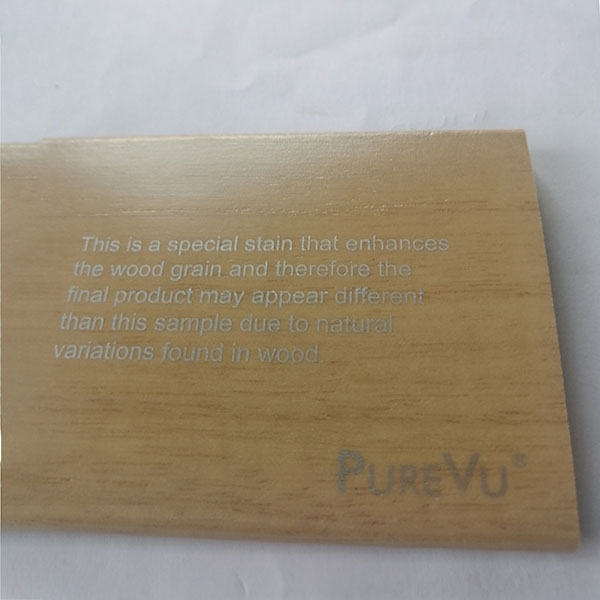 This is a special stain that enhances
the wood grain and therefore the
final product may appear different
than this sample due to natural
variations found in wood.
PUREVU®